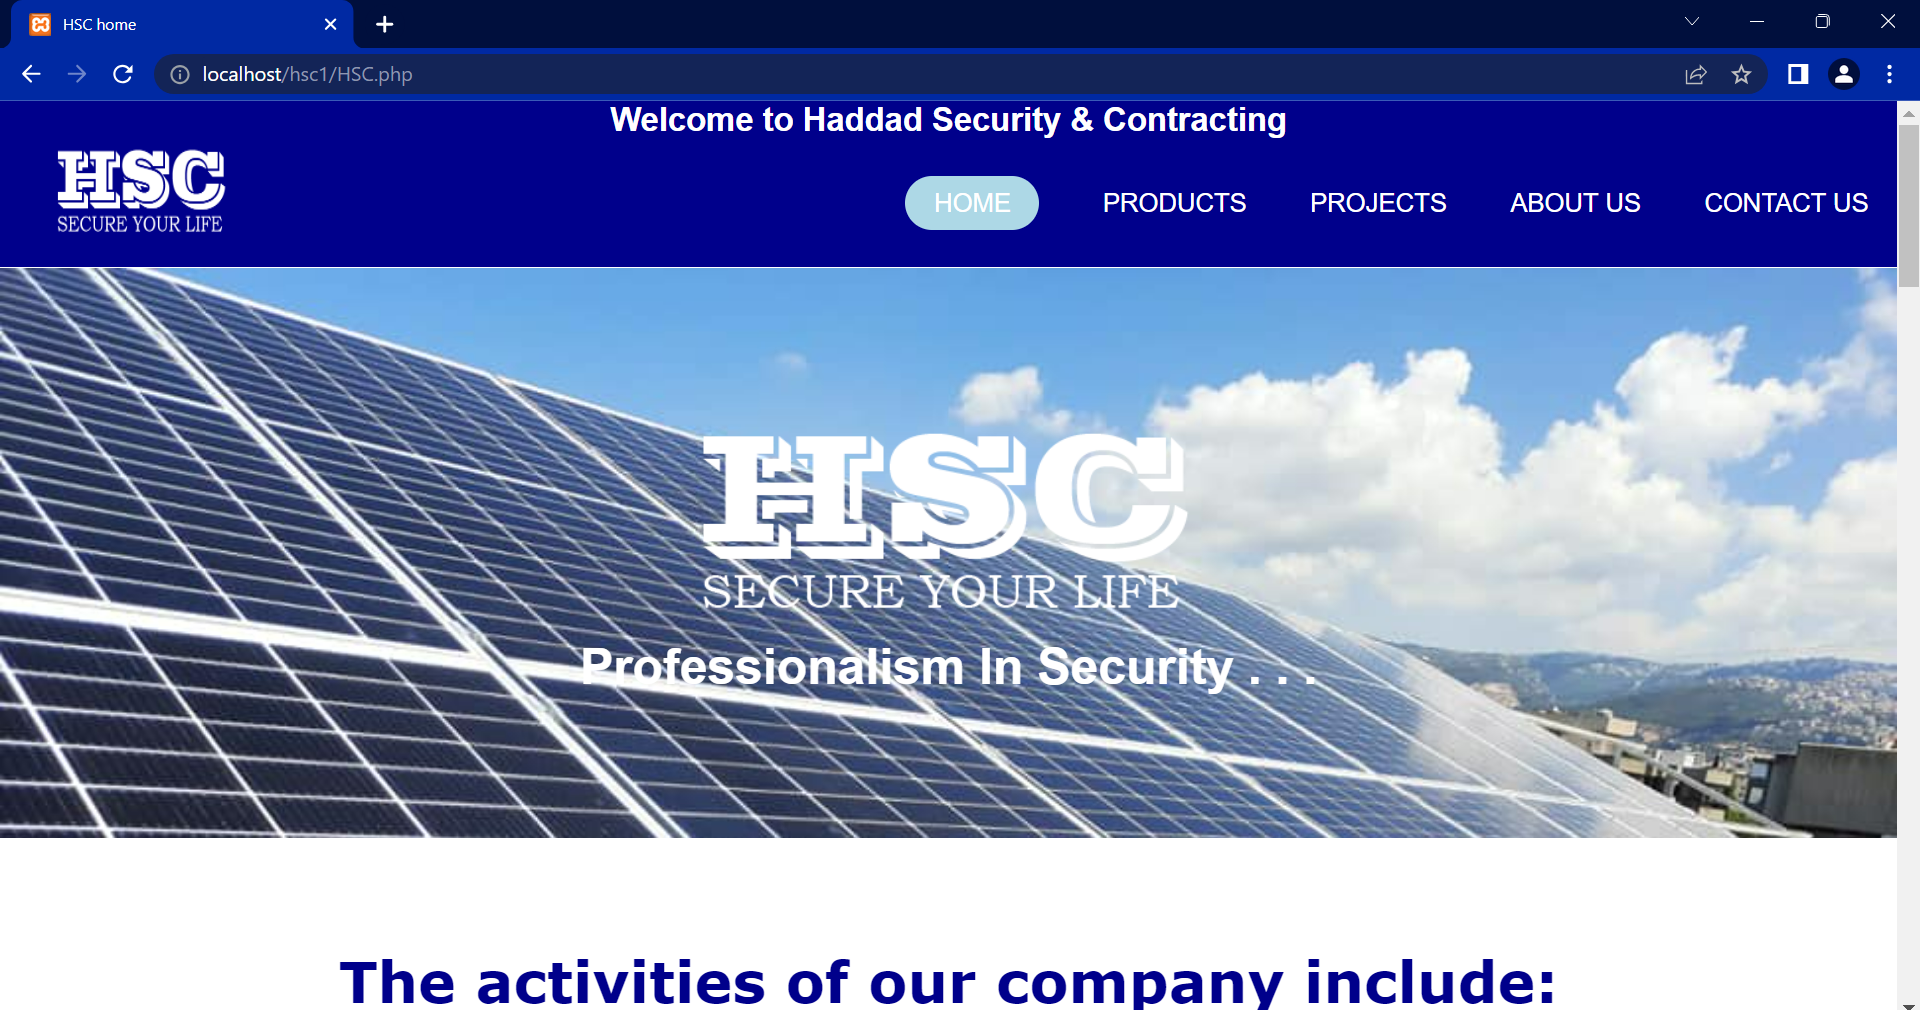 HSC home
localhost/hsc1/HSC.php
Welcome to Haddad Security & Contracting
HSC
SECURE YOUR LIFE
HOME PRODUCTS PROJECTS ABOUT US CONTACT US
HSC
SECURE YOUR LIFE
Professionalism In Security . . .
The activities of our company include: